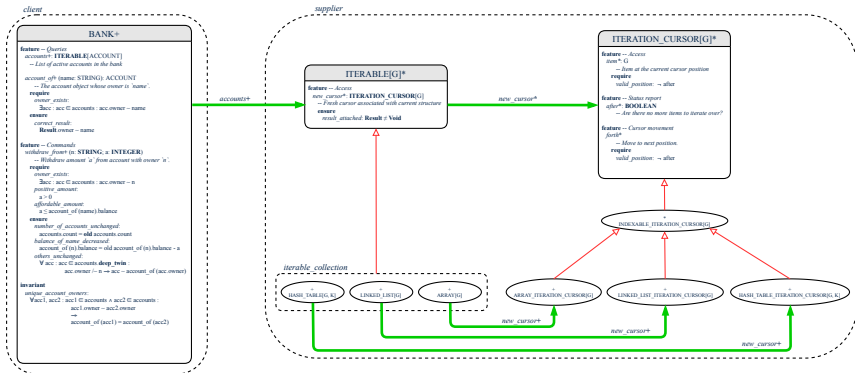 client
BANK+
feature -- Queries
accounts+: ITERABLE[ACCOUNT]
-- List of active accounts in the bank
account_of+ (name: STRING): ACCOUNT
-- The account object whose owner is `name'.
require
owner_exists:
∃acc : acc ∈ accounts : acc.owner ~ name
ensure
correct_result:
Result.owner ~ name
feature -- Commands
withdraw_from+ (n: STRING; a: INTEGER)
-- Withdraw amount `a` from account with owner `n`.
require
owner_exists:
∃acc : acc ∈ accounts : acc.owner ~ n
positive_amount:
a > 0
affordable_amount:
a ≤ account_of (name).balance
ensure
number_of_accounts_unchanged:
accounts.count = old accounts.count
balance_of_name_decreased:
account_of (n).balance = old account_of (n).balance - a
others_unchanged:
∀ acc : acc ∈ accounts.deep_twin :
acc.owner /~ n → acc ~ account_of (acc.owner)
invariant
unique_account_owners:
∀acc1, acc2 : acc1 ∈ accounts ∧ acc2 ∈ accounts :
acc1.owner ~ acc2.owner
→
account_of (acc1) = account_of (acc2)
accounts+
supplier
ITERABLE[G]*
feature -- Access
new_cursor*: ITERATION_CURSOR[G]
-- Fresh cursor associated with current structure
ensure
result_attached: Result ≠ Void
new_cursor*
ITERATION_CURSOR[G]*
feature -- Access
item*: G
-- Item at the current cursor position
require
valid_position: ¬ after
feature -- Status report
after*: BOOLEAN
-- Are there no more items to iterate over?
feature -- Cursor movement
forth*
-- Move to next position.
require
valid_position: ¬ after
+
INDEXABLE_ITERATION_CURSOR[G]
iterable_collection
+
HASH_TABLE[G, K]
+
LINKED_LIST[G]
+
ARRAY[G]
+
ARRAY_ITERATION_CURSOR[G]
+
LINKED_LIST_ITERATION_CURSOR[G]
+
HASH_TABLE_ITERATION_CURSOR[G, K]
new_cursor+
new_cursor+
new_cursor+